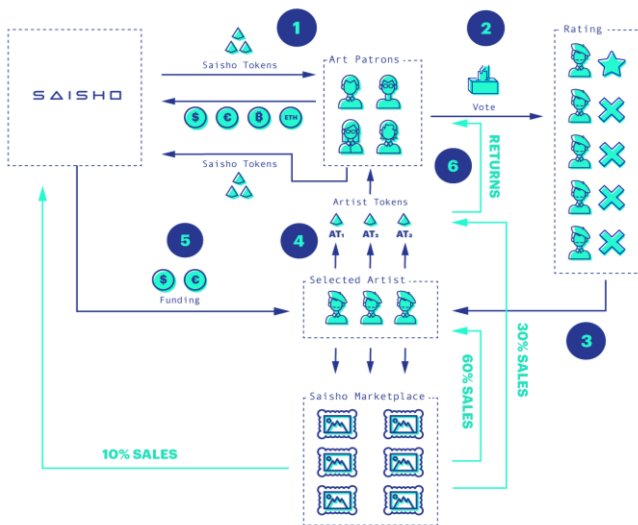 1
2
Rating
Saisho Tokens
Art Patrons
SAISHO
$ € ₿ ETH
Vote
Saisho Tokens
RETURNS
6
Artist Tokens
AT₁ AT₂ AT₃
4
5
$ €
Funding
Selected Artist
3
30% SALES
60% SALES
Saisho Marketplace
10% SALES